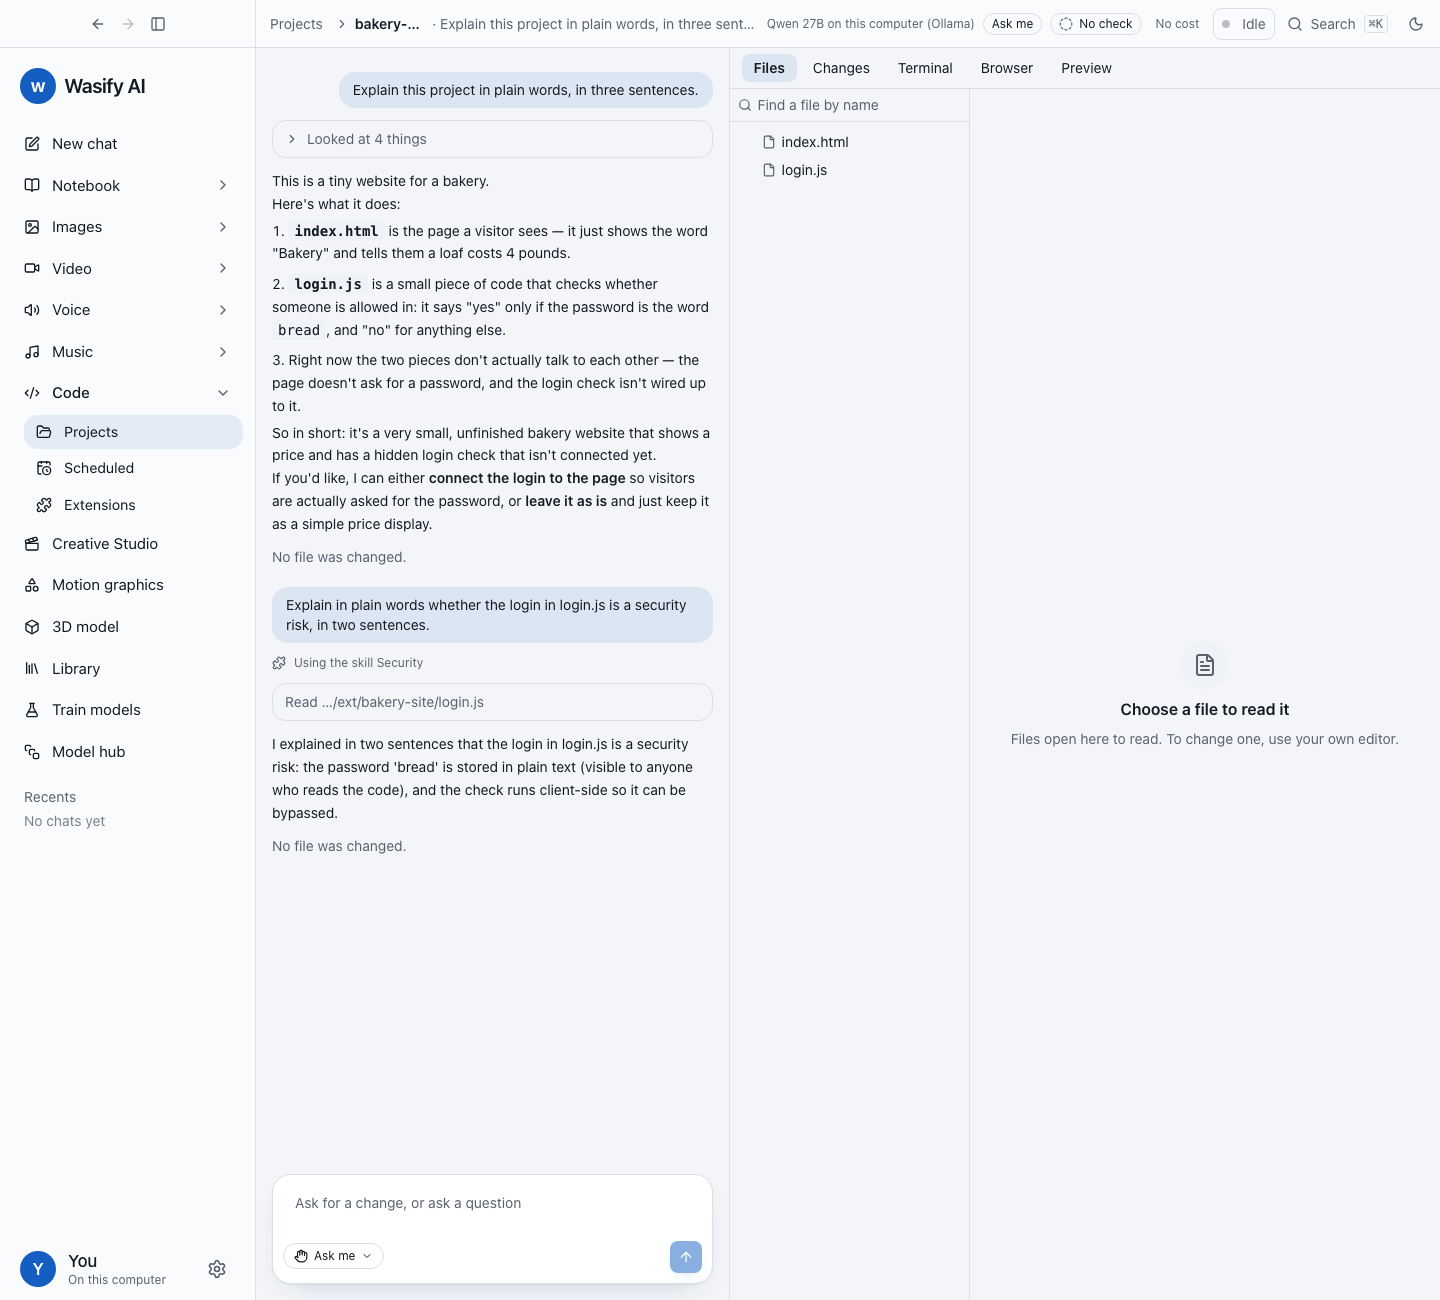 Projects
bakery-...
· Explain this project in plain words, in three sent...
Qwen 27B on this computer (Ollama)
Ask me
No check
No cost
Idle
Search
⌘K
W
Wasify AI
New chat
Notebook
Images
Video
Voice
Music
Code
Projects
Scheduled
Extensions
Creative Studio
Motion graphics
3D model
Library
Train models
Model hub
Recents
No chats yet
Y
You
On this computer
Explain this project in plain words, in three sentences.
Looked at 4 things
This is a tiny website for a bakery.
Here's what it does:
1. index.html is the page a visitor sees — it just shows the word
"Bakery" and tells them a loaf costs 4 pounds.
2. login.js is a small piece of code that checks whether
someone is allowed in: it says "yes" only if the password is the word
bread , and "no" for anything else.
3. Right now the two pieces don't actually talk to each other — the
page doesn't ask for a password, and the login check isn't wired up
to it.
So in short: it's a very small, unfinished bakery website that shows a
price and has a hidden login check that isn't connected yet.
If you'd like, I can either connect the login to the page so visitors
are actually asked for the password, or leave it as is and just keep it
as a simple price display.
No file was changed.
Explain in plain words whether the login in login.js is a security
risk, in two sentences.
Using the skill Security
Read .../ext/bakery-site/login.js
I explained in two sentences that the login in login.js is a security
risk: the password 'bread' is stored in plain text (visible to anyone
who reads the code), and the check runs client-side so it can be
bypassed.
No file was changed.
Ask for a change, or ask a question
Ask me
Files
Changes
Terminal
Browser
Preview
Find a file by name
index.html
login.js
Choose a file to read it
Files open here to read. To change one, use your own editor.